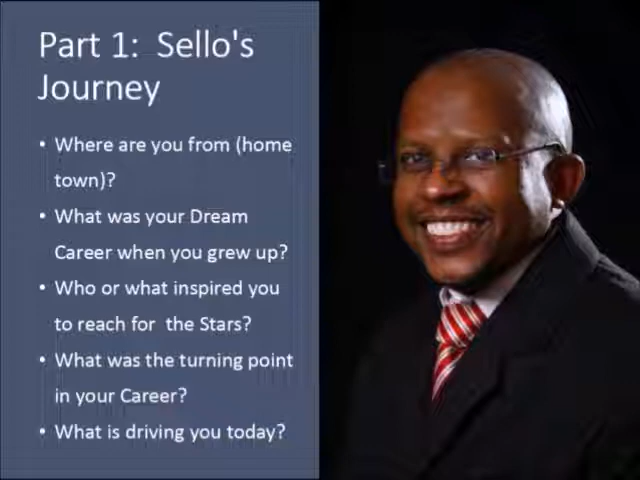 Part 1:  Sello's
Journey
• Where are you from (home
town)?
• What was your Dream
Career when you grew up?
• Who or what inspired you
to reach for  the Stars?
• What was the turning point
in your Career?
• What is driving you today?